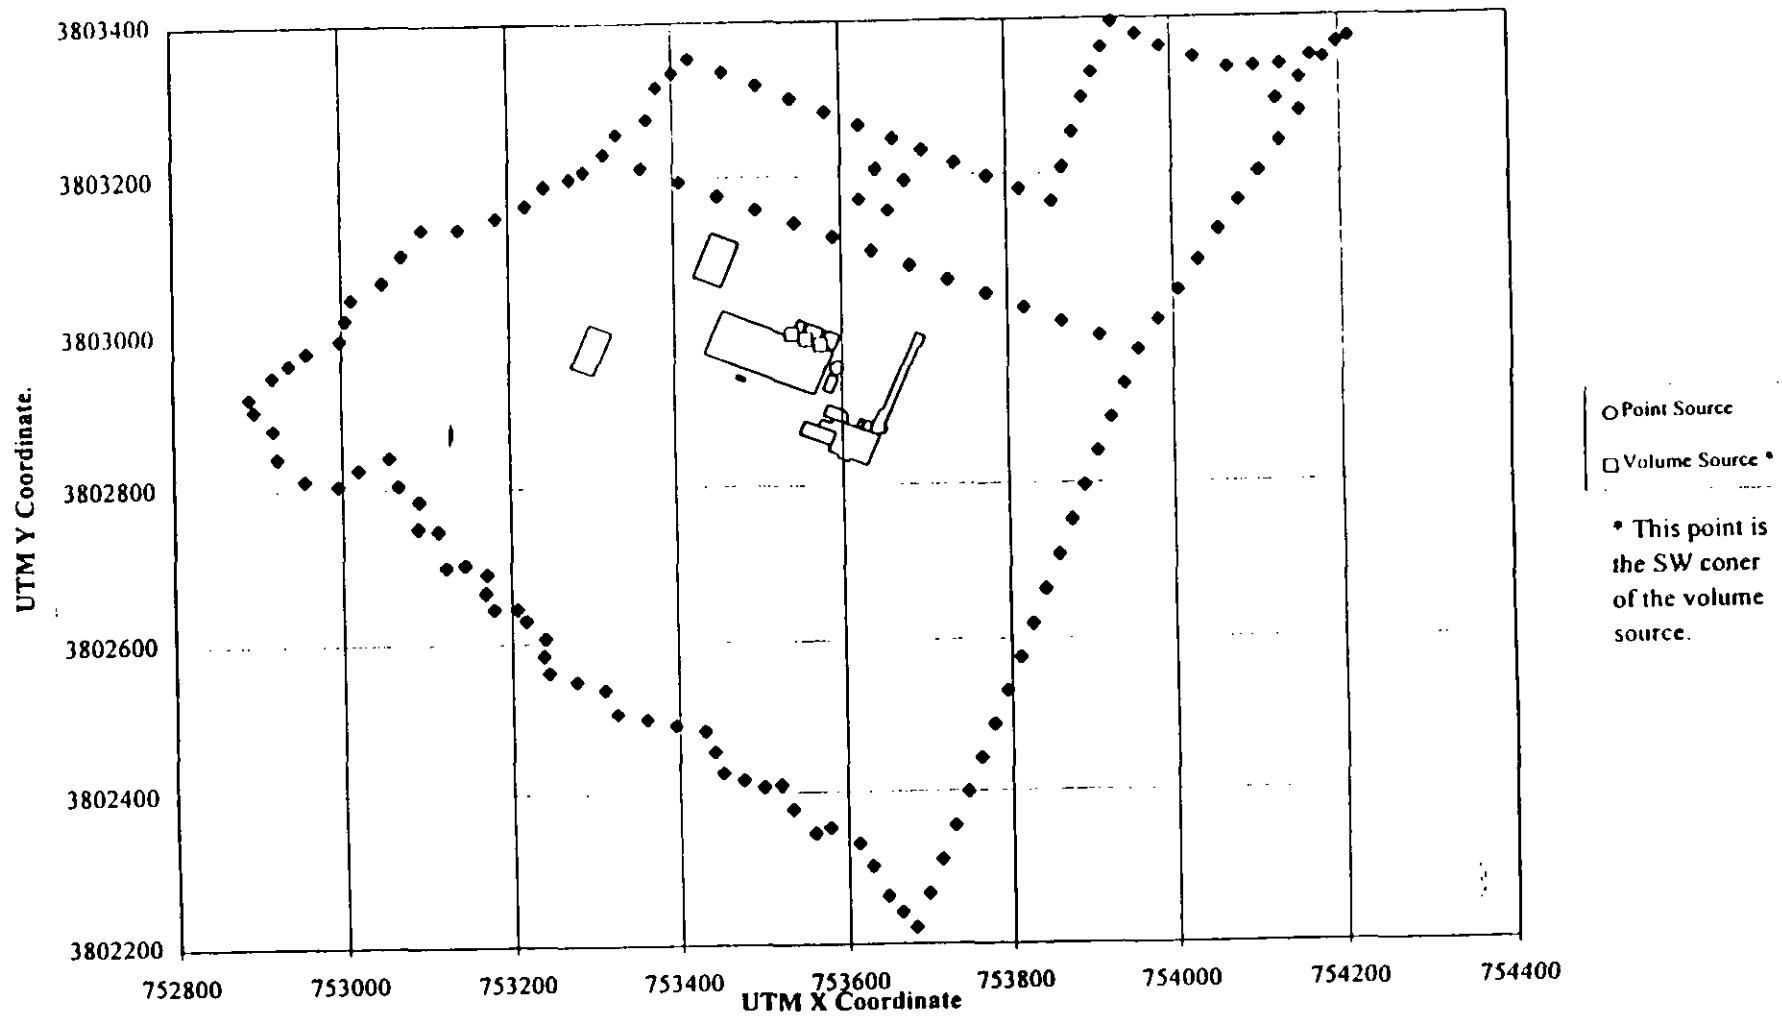 3803400
3803200
3803000
3802800
3802600
3802400
3802200
UTM Y Coordinate.
752800
753000
753200
753400
753600
753800
754000
754200
754400
UTM X Coordinate
Point Source
Volume Source *
* This point is
the SW coner
of the volume
source.